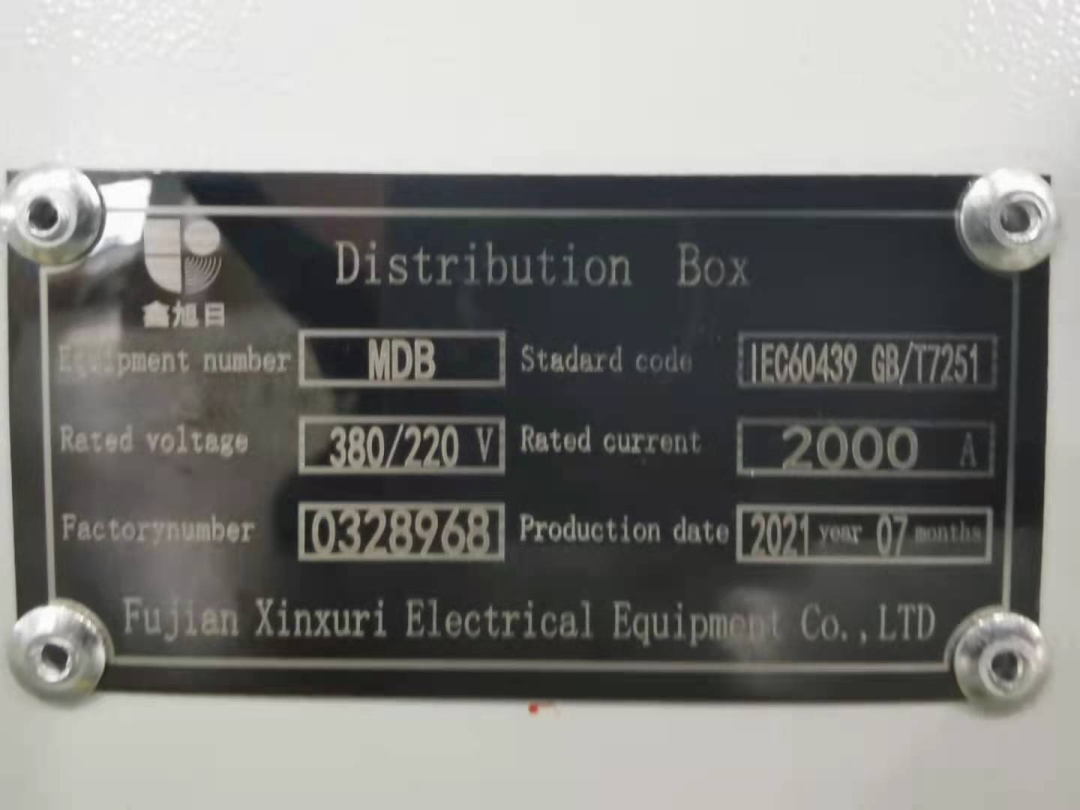 鑫旭日
Distribution Box
Equipment number MDB Stadard code IEC60439 GB/T7251
Rated voltage 380/220 V Rated current 2000 A
Factorynumber 0328968 Production date 2021 year 07 months
Fujian Xinxuri Electrical Equipment Co.,LTD